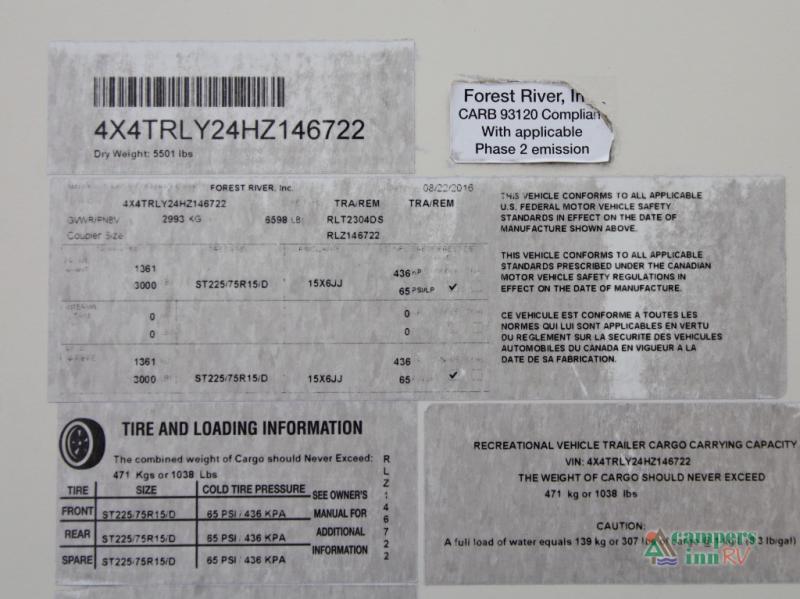 4X4TRLY24HZ146722
Dry Weight: 5501 lbs
Forest River, In
CARB 93120 Complian
With applicable
Phase 2 emission
FOREST RIVER, Inc. 08/22/2016
4X4TRLY24HZ146722 TRA/REM TRA/REM
GVWR/PNBV 2993 KG 6598 LB RLT2304DS
Coupler Size RLZ146722
1361 436
3000 ST225/75R15/D 15X6JJ 65 PSI/LP ✓
0 0
0 0
1361 436
3000 ST225/75R15/D 15X6JJ 65 ✓
THIS VEHICLE CONFORMS TO ALL APPLICABLE
U.S. FEDERAL MOTOR VEHICLE SAFETY
STANDARDS IN EFFECT ON THE DATE OF
MANUFACTURE SHOWN ABOVE.
THIS VEHICLE CONFORMS TO ALL APPLICABLE
STANDARDS PRESCRIBED UNDER THE CANADIAN
MOTOR VEHICLE SAFETY REGULATIONS IN
EFFECT ON THE DATE OF MANUFACTURE.
CE VEHICULE EST CONFORME A TOUTES LES
NORMES QUI LUI SONT APPLICABLES EN VERTU
DU REGLEMENT SUR LA SECURITE DES VEHICULES
AUTOMOBILES DU CANADA EN VIGUEUR A LA
DATE DE SA FABRICATION.
TIRE AND LOADING INFORMATION
The combined weight of Cargo should Never Exceed:
471 Kgs or 1038 Lbs
TIRE SIZE COLD TIRE PRESSURE
FRONT ST225/75R15/D 65 PSI / 436 KPA
REAR ST225/75R15/D 65 PSI / 436 KPA
SPARE ST225/75R15/D 65 PSI / 436 KPA
SEE OWNER'S
MANUAL FOR
ADDITIONAL
INFORMATION
RLZ146722
RECREATIONAL VEHICLE TRAILER CARGO CARRYING CAPACITY
VIN: 4X4TRLY24HZ146722
THE WEIGHT OF CARGO SHOULD NEVER EXCEED
471 kg or 1038 lbs
CAUTION:
A full load of water equals 139 kg or 307 lbs
campers
inn RV